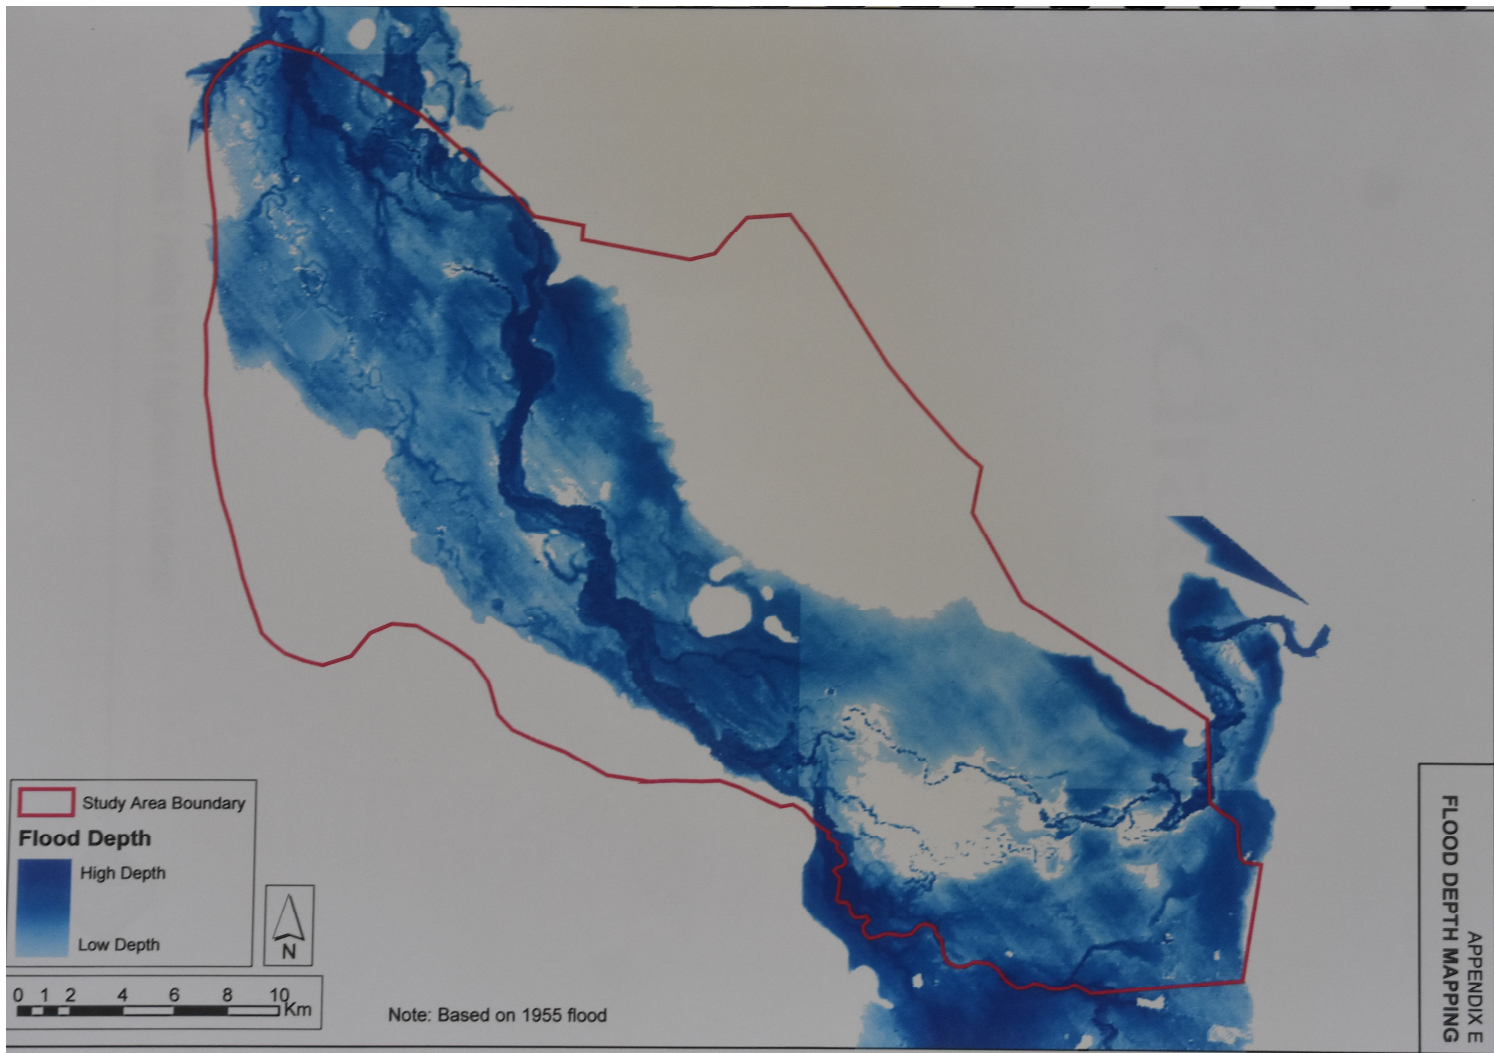 Study Area Boundary
Flood Depth
High Depth
Low Depth
N
0 1 2 4 6 8 10
Km
Note: Based on 1955 flood
APPENDIX E
FLOOD DEPTH MAPPING